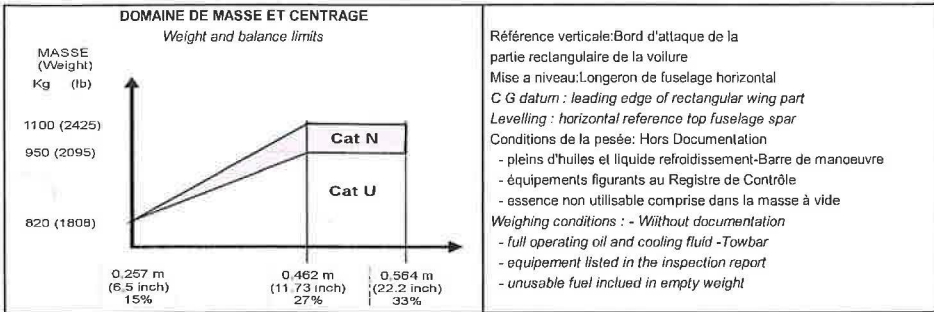 DOMAINE DE MASSE ET CENTRAGE
Weight and balance limits
MASSE
(Weight)
Kg (lb)
1100 (2425)
950 (2095)
820 (1808)
Cat N
Cat U
0,257 m
(6,5 inch)
15%
0,462 m
(11,73 inch)
27%
0,564 m
(22.2 inch)
33%
Référence verticale:Bord d'attaque de la
partie rectangulaire de la voilure
Mise a niveau:Longeron de fuselage horizontal
C G datum : leading edge of rectangular wing part
Levelling : horizontal reference top fuselage spar
Conditions de la pesée: Hors Documentation
- pleins d'huiles et liquide refroidissement-Barre de manoeuvre
- équipements figurants au Registre de Contrôle
- essence non utilisable comprise dans la masse à vide
Weighing conditions : - Wiithout documentation
- full operating oil and cooling fluid -Towbar
- equipement listed in the inspection report
- unusable fuel inclued in empty weight